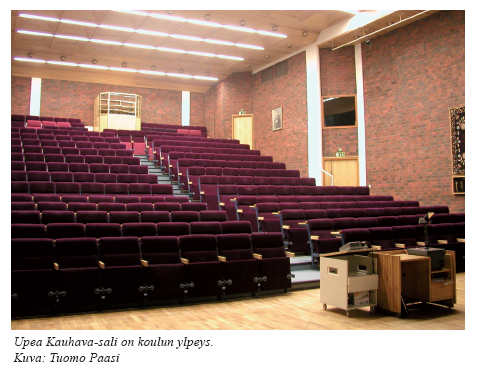 Upea Kauhava-sali on koulun ylpeys.
Kuva: Tuomo Paasi